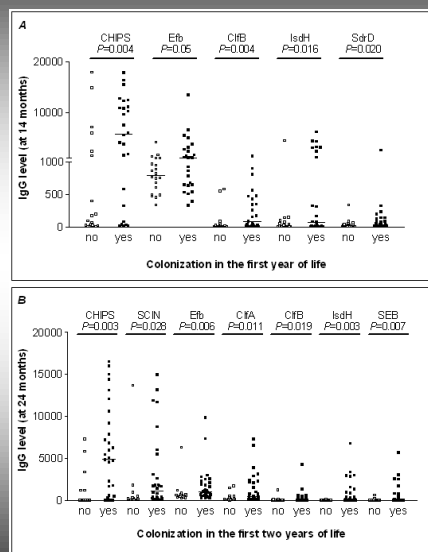 A
CHIPS Efb ClfB IsdH SdrD
P=0.004 P=0.05 P=0.004 P=0.016 P=0.020
20000
10000
1000
500
0
IgG level (at 14 months)
no yes no yes no yes no yes no yes
Colonization in the first year of life
B
CHIPS SCIN Efb ClfA ClfB IsdH SEB
P=0.003 P=0.028 P=0.006 P=0.011 P=0.019 P=0.003 P=0.007
20000
15000
10000
5000
0
IgG level (at 24 months)
no yes no yes no yes no yes no yes no yes no yes
Colonization in the first two years of life